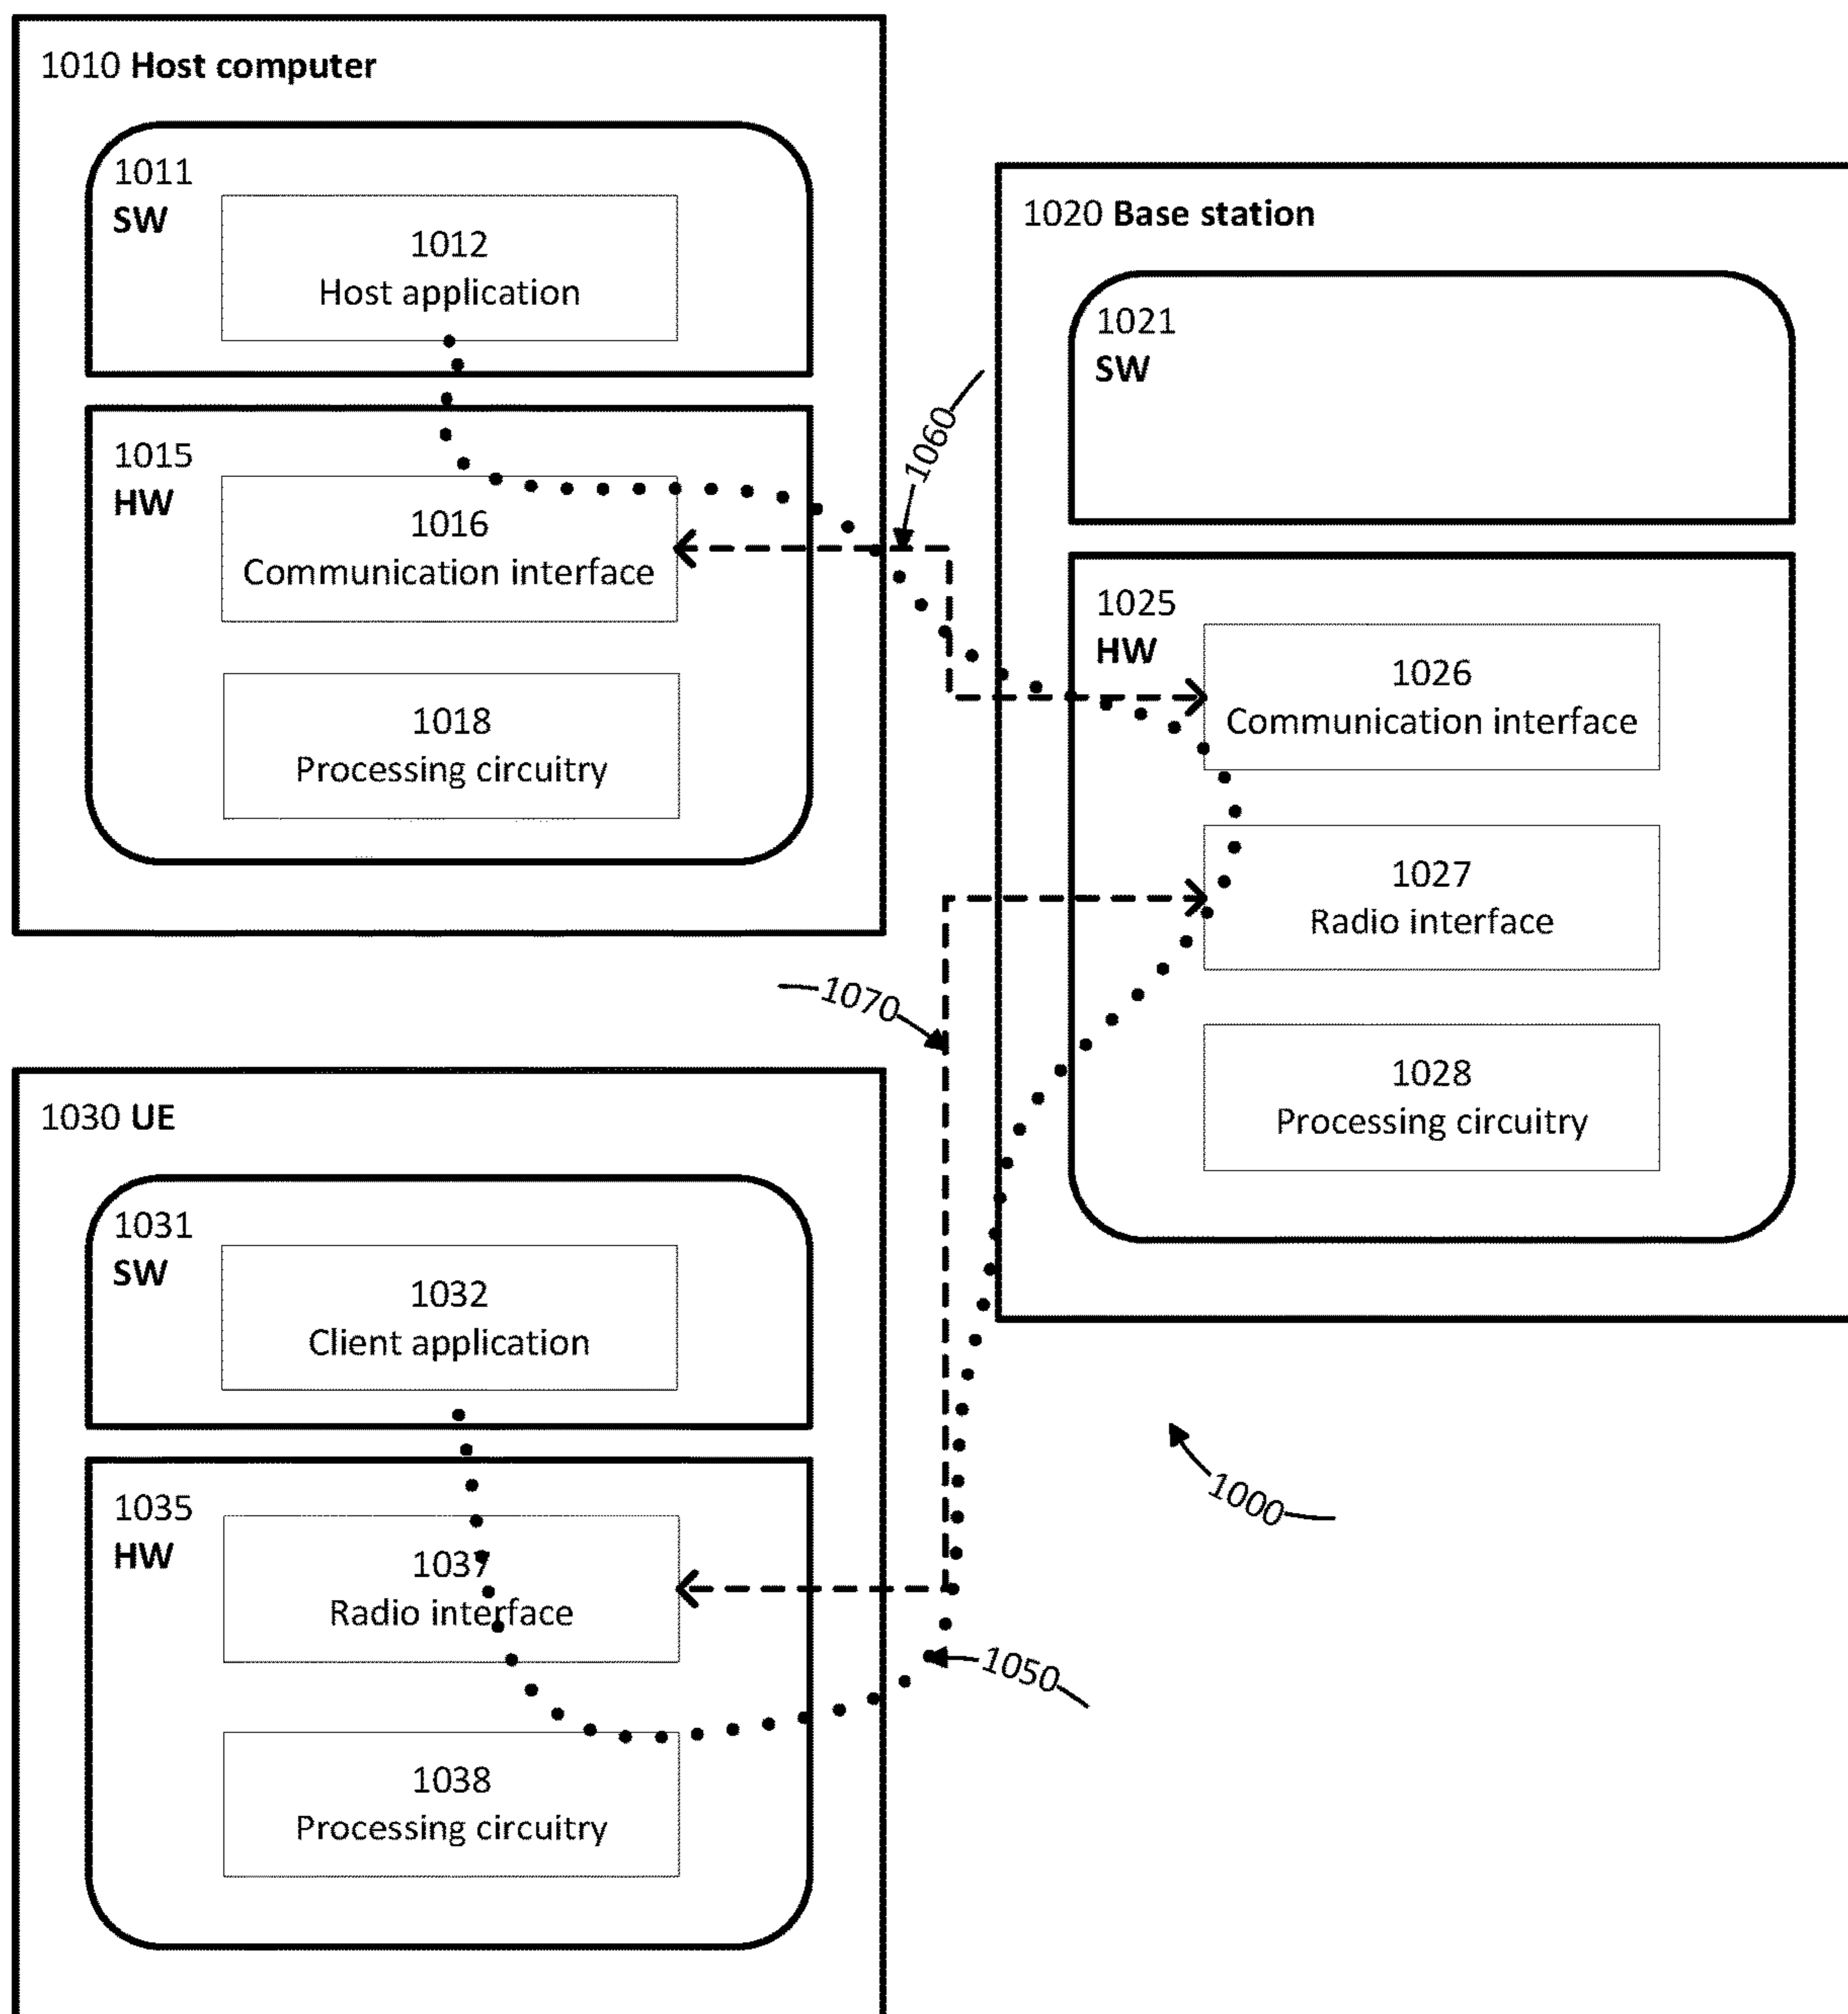 1010 Host computer
1011
SW
1012
Host application
1015
HW
1016
Communication interface
1018
Processing circuitry
1060
1020 Base station
1021
SW
1025
HW
1026
Communication interface
1027
Radio interface
1028
Processing circuitry
1070
1030 UE
1031
SW
1032
Client application
1035
HW
1037
Radio interface
1038
Processing circuitry
1050
1000